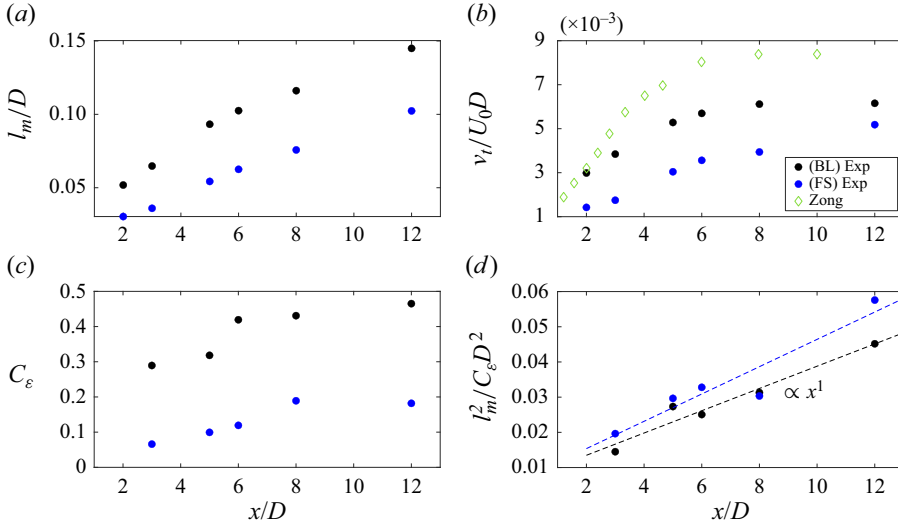 (a)
0.15
0.10
0.05
l_m/D
2 4 6 8 10 12
(b)
(×10⁻³)
9
7
5
3
1
ν_t/U_0D
2 4 6 8 10 12
(BL) Exp
(FS) Exp
Zong
(c)
0.5
0.4
0.3
0.2
0.1
0
C_ε
2 4 6 8 10 12
x/D
(d)
0.06
0.05
0.04
0.03
0.02
0.01
l_m²/C_εD²
∝ x¹
2 4 6 8 10 12
x/D